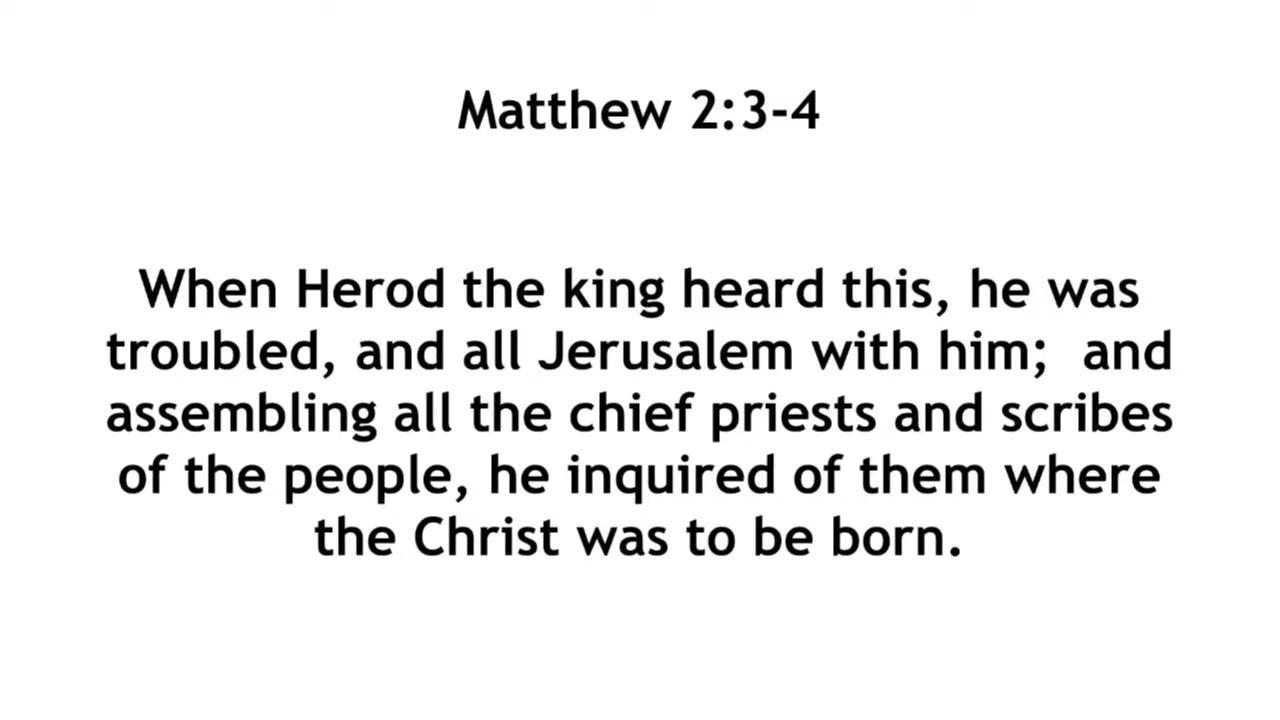 Matthew 2:3-4
When Herod the king heard this, he was
troubled, and all Jerusalem with him;  and
assembling all the chief priests and scribes
of the people, he inquired of them where
the Christ was to be born.